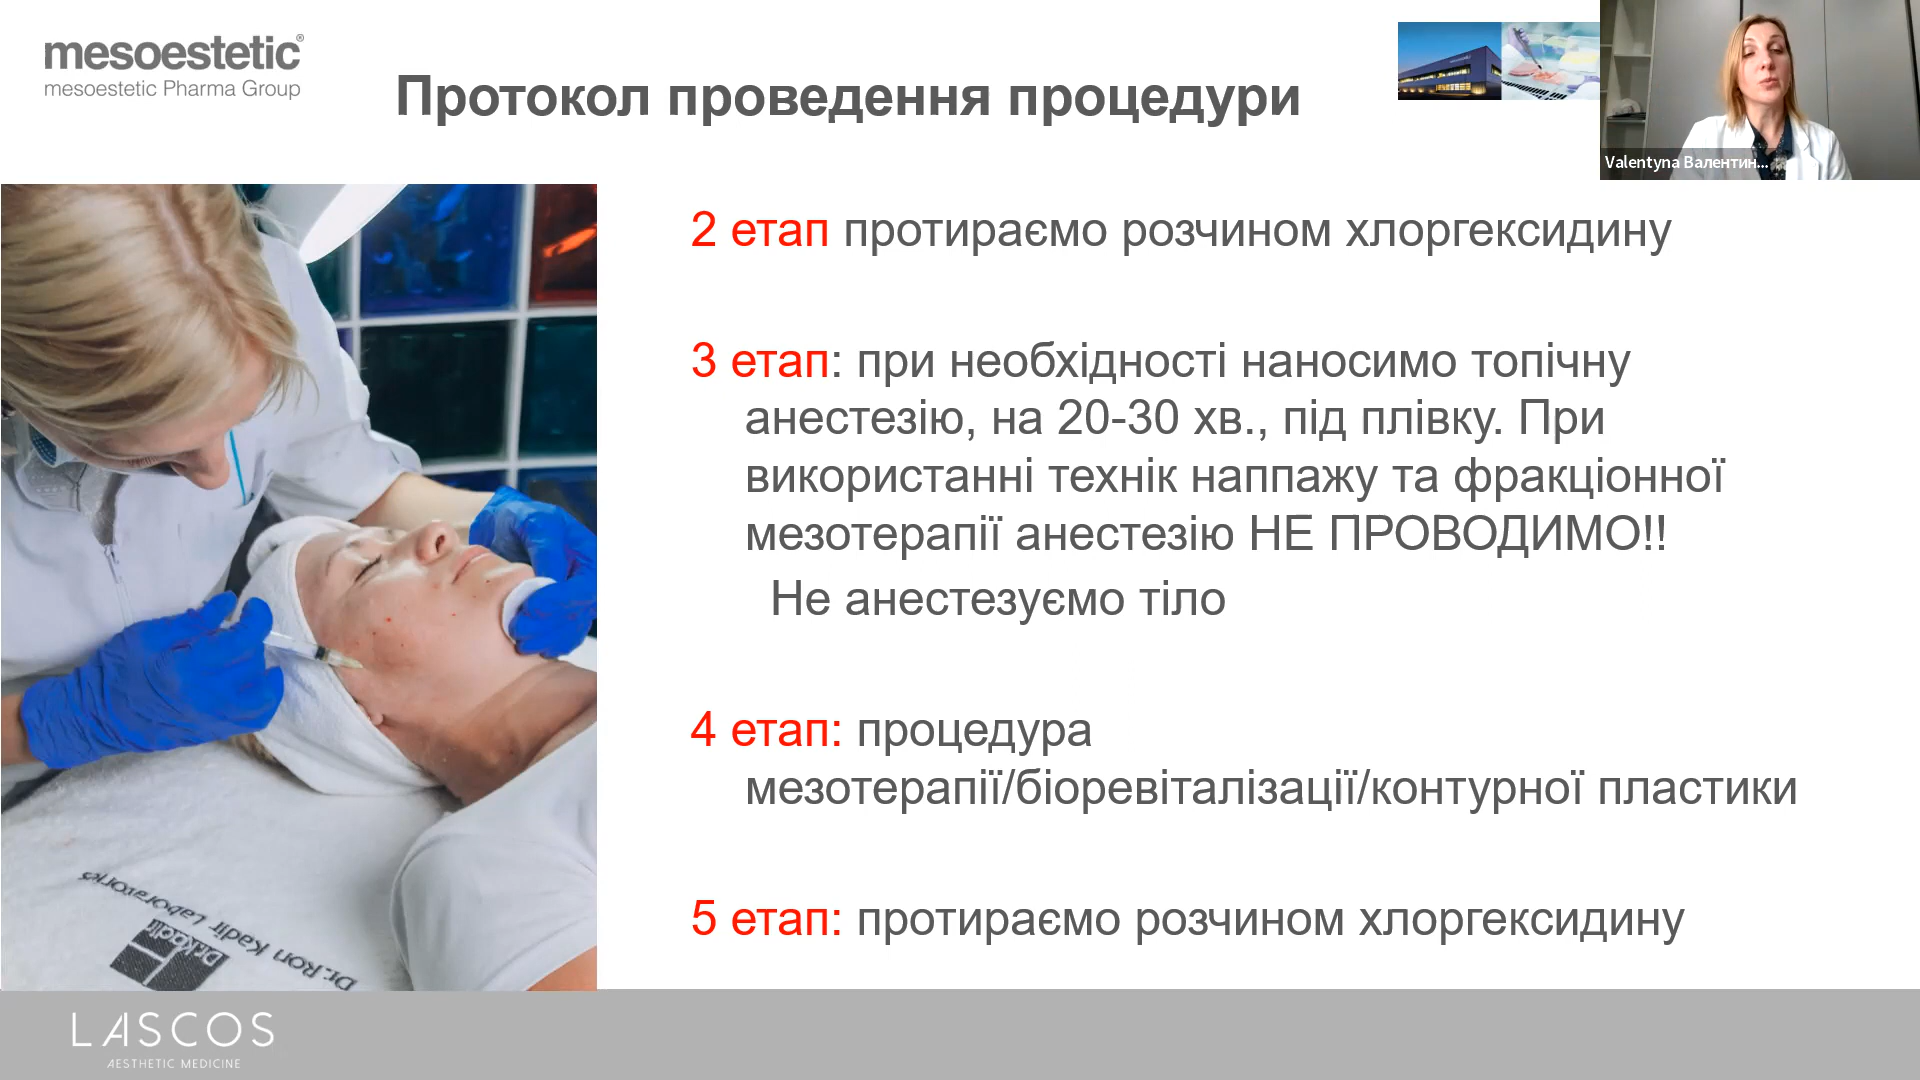 mesoestetic®
mesoestetic Pharma Group
Протокол проведення процедури
Valentyna Валентин...
2 етап протираємо розчином хлоргексидину
3 етап: при необхідності наносимо топічну
анестезію, на 20-30 хв., під плівку. При
використанні технік наппажу та фракціонної
мезотерапії анестезію НЕ ПРОВОДИМО!!
Не анестезуємо тіло
4 етап: процедура
мезотерапії/біоревіталізації/контурної пластики
5 етап: протираємо розчином хлоргексидину
Dr.Ron Kadir Laboratories
Dr.Kadir
LASCOS
AESTHETIC MEDICINE